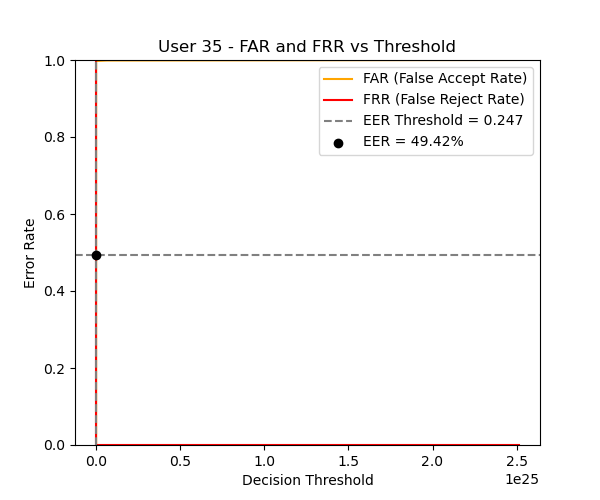 User 35 - FAR and FRR vs Threshold
1.0
0.8
0.6
0.4
0.2
0.0
Error Rate
FAR (False Accept Rate)
FRR (False Reject Rate)
EER Threshold = 0.247
EER = 49.42%
0.0 0.5 1.0 1.5 2.0 2.5
1e25
Decision Threshold